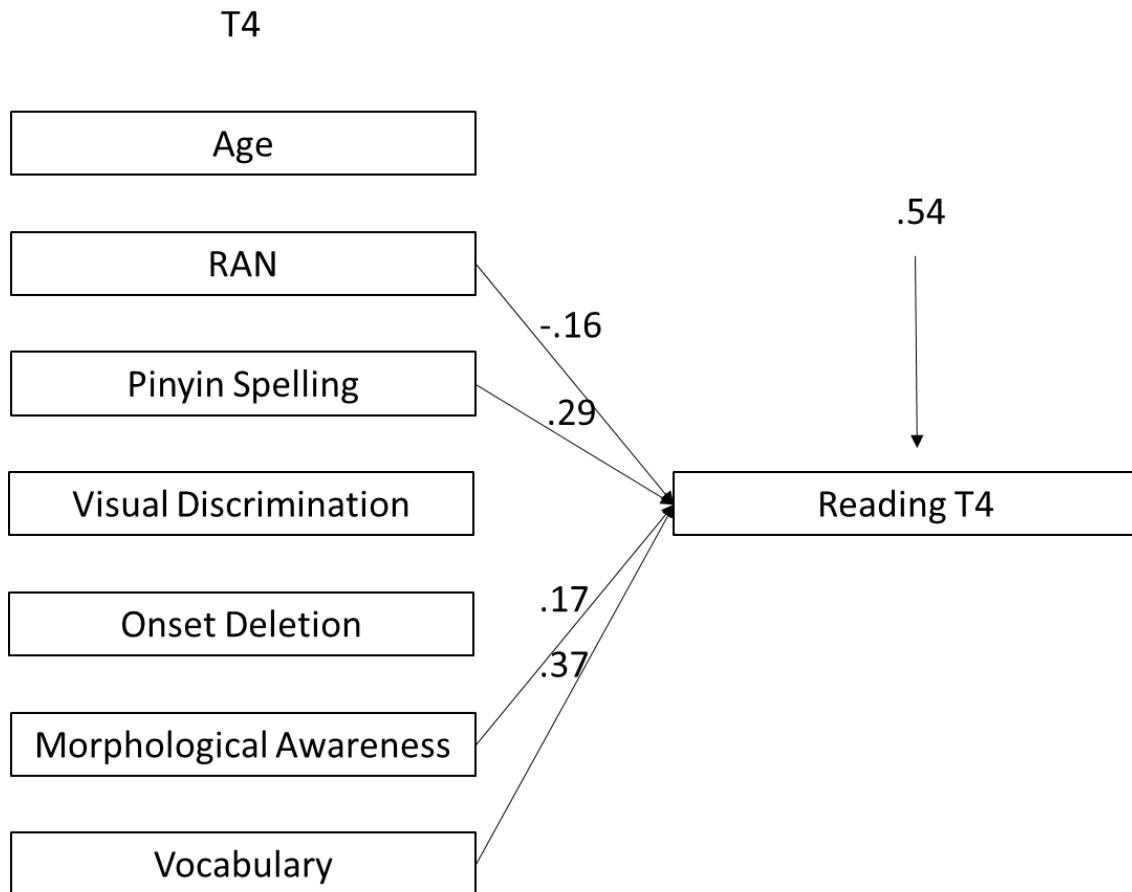 T4
Age
.54
RAN
-.16
Pinyin Spelling
.29
Visual Discrimination
Reading T4
.17
Onset Deletion
.37
Morphological Awareness
Vocabulary